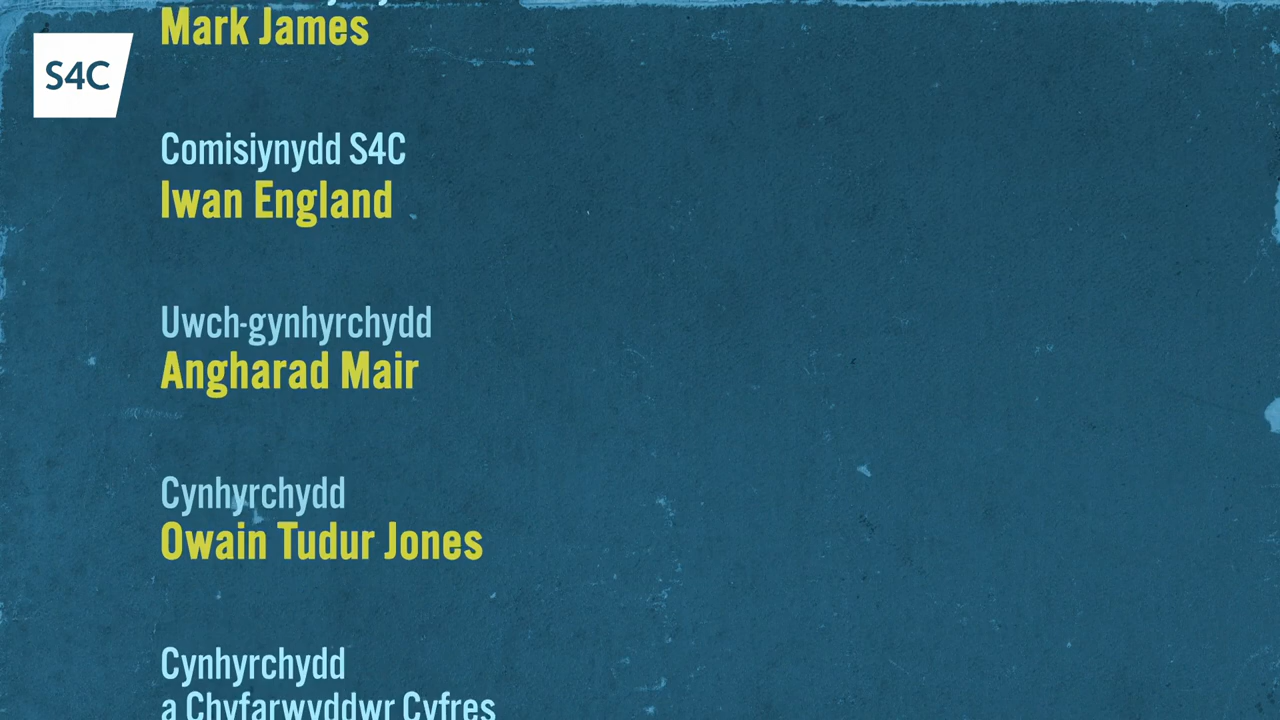 Mark James
S4C
Comisiynydd S4C
Iwan England
Uwch-gynhyrchydd
Angharad Mair
Cynhyrchydd
Owain Tudur Jones
Cynhyrchydd
a Chyfarwyddwr Cyfres